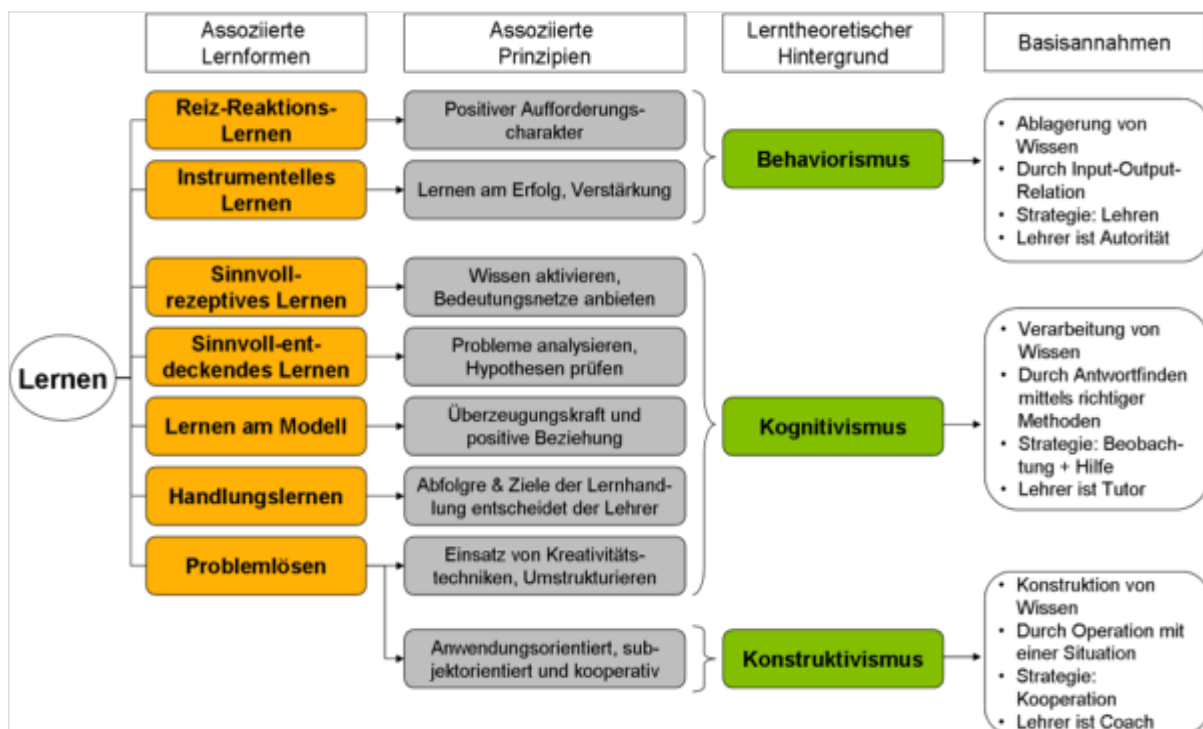 Assoziierte
Lernformen
Assoziierte
Prinzipien
Lerntheoretischer
Hintergrund
Basisannahmen
Lernen
Reiz-Reaktions-
Lernen
Positiver Aufforderungs-
charakter
Instrumentelles
Lernen
Lernen am Erfolg, Verstärkung
Behaviorismus
• Ablagerung von
Wissen
• Durch Input-Output-
Relation
• Strategie: Lehren
• Lehrer ist Autorität
Sinnvoll-
rezeptives Lernen
Wissen aktivieren,
Bedeutungsnetze anbieten
Sinnvoll-ent-
deckendes Lernen
Probleme analysieren,
Hypothesen prüfen
Lernen am Modell
Überzeugungskraft und
positive Beziehung
Handlungslernen
Abfolgre & Ziele der Lernhand-
lung entscheidet der Lehrer
Problemlösen
Einsatz von Kreativitäts-
techniken, Umstrukturieren
Kognitivismus
• Verarbeitung von
Wissen
• Durch Antwortfinden
mittels richtiger
Methoden
• Strategie: Beobach-
tung + Hilfe
• Lehrer ist Tutor
Anwendungsorientiert, sub-
jektorientiert und kooperativ
Konstruktivismus
• Konstruktion von
Wissen
• Durch Operation mit
einer Situation
• Strategie:
Kooperation
• Lehrer ist Coach